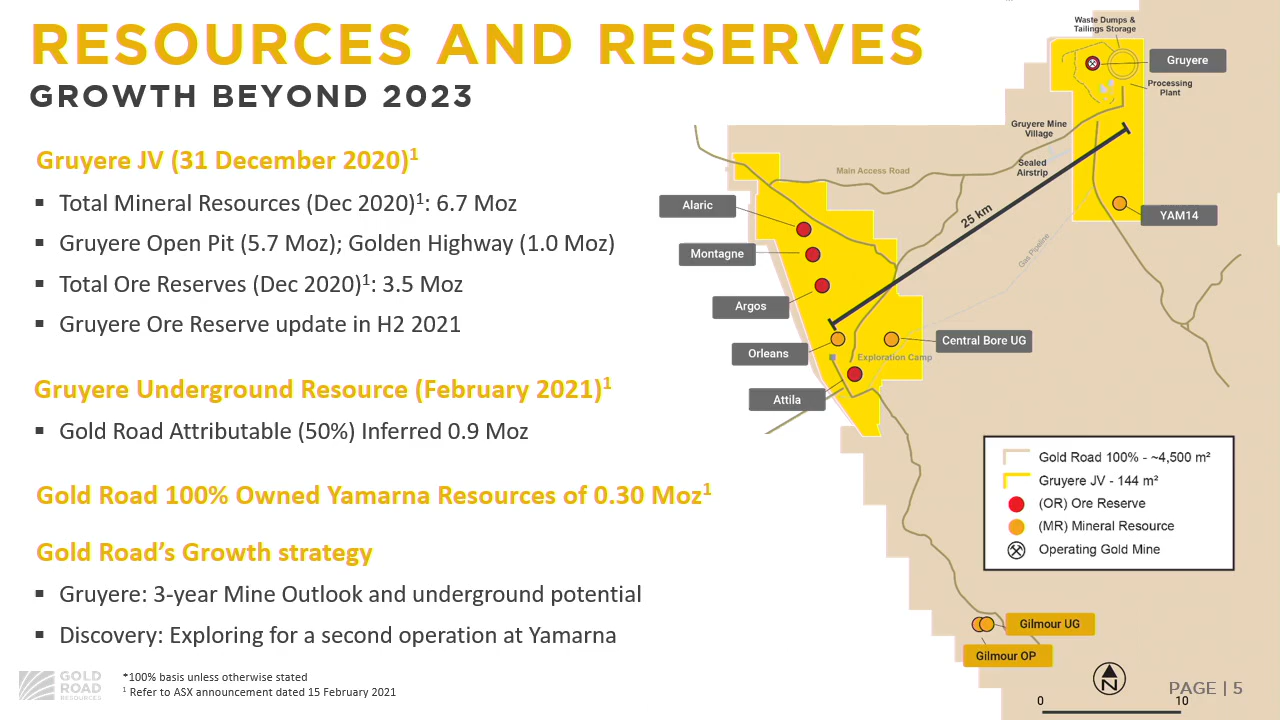 RESOURCES AND RESERVES
GROWTH BEYOND 2023
Gruyere JV (31 December 2020)¹
▪ Total Mineral Resources (Dec 2020)¹: 6.7 Moz
▪ Gruyere Open Pit (5.7 Moz); Golden Highway (1.0 Moz)
▪ Total Ore Reserves (Dec 2020)¹: 3.5 Moz
▪ Gruyere Ore Reserve update in H2 2021
Gruyere Underground Resource (February 2021)¹
▪ Gold Road Attributable (50%) Inferred 0.9 Moz
Gold Road 100% Owned Yamarna Resources of 0.30 Moz¹
Gold Road's Growth strategy
▪ Gruyere: 3-year Mine Outlook and underground potential
▪ Discovery: Exploring for a second operation at Yamarna
GOLD
ROAD
RESOURCES
*100% basis unless otherwise stated
¹ Refer to ASX announcement dated 15 February 2021
Waste Dumps &
Tailings Storage
Gruyere
Processing
Plant
Gruyere Mine
Village
Sealed
Airstrip
Main Access Road
25 km
Gas Pipeline
YAM14
Alaric
Montagne
Argos
Orleans
Central Bore UG
Exploration Camp
Attila
Gold Road 100% - ~4,500 m²
Gruyere JV - 144 m²
(OR) Ore Reserve
(MR) Mineral Resource
Operating Gold Mine
Gilmour UG
Gilmour OP
N
0 10
PAGE | 5